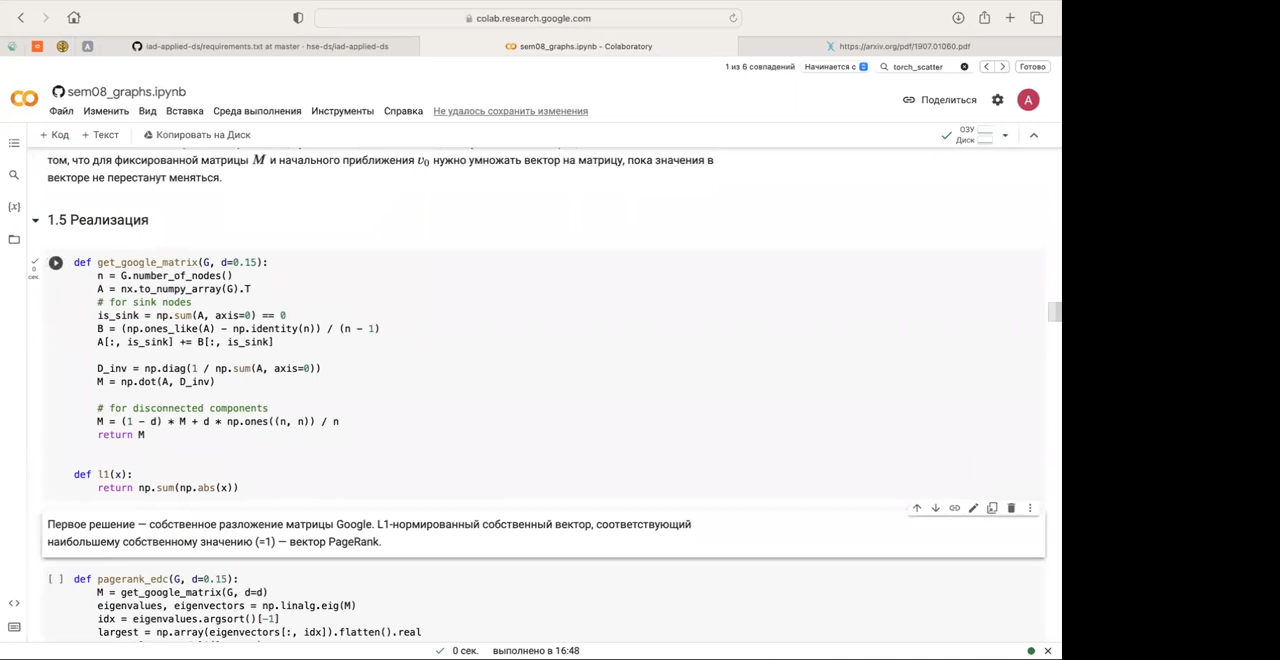 colab.research.google.com
iad-applied-ds/requirements.txt at master · hse-ds/iad-applied-ds
sem08_graphs.ipynb - Colaboratory
https://arxiv.org/pdf/1907.01060.pdf
1 из 6 совпадений
Начинается с
torch_scatter
Готово
sem08_graphs.ipynb
Файл Изменить Вид Вставка Среда выполнения Инструменты Справка Не удалось сохранить изменения
Поделиться
A
+ Код + Текст Копировать на Диск
ОЗУ
Диск
том, что для фиксированной матрицы M и начального приближения v₀ нужно умножать вектор на матрицу, пока значения в
векторе не перестанут меняться.
1.5 Реализация
0
сек.
def get_google_matrix(G, d=0.15):
    n = G.number_of_nodes()
    A = nx.to_numpy_array(G).T
    # for sink nodes
    is_sink = np.sum(A, axis=0) == 0
    B = (np.ones_like(A) - np.identity(n)) / (n - 1)
    A[:, is_sink] += B[:, is_sink]
    D_inv = np.diag(1 / np.sum(A, axis=0))
    M = np.dot(A, D_inv)
    # for disconnected components
    M = (1 - d) * M + d * np.ones((n, n)) / n
    return M
def l1(x):
    return np.sum(np.abs(x))
Первое решение — собственное разложение матрицы Google. L1-нормированный собственный вектор, соответствующий
наибольшему собственному значению (=1) — вектор PageRank.
[ ] def pagerank_edc(G, d=0.15):
    M = get_google_matrix(G, d=d)
    eigenvalues, eigenvectors = np.linalg.eig(M)
    idx = eigenvalues.argsort()[-1]
    largest = np.array(eigenvectors[:, idx]).flatten().real
0 сек. выполнено в 16:48